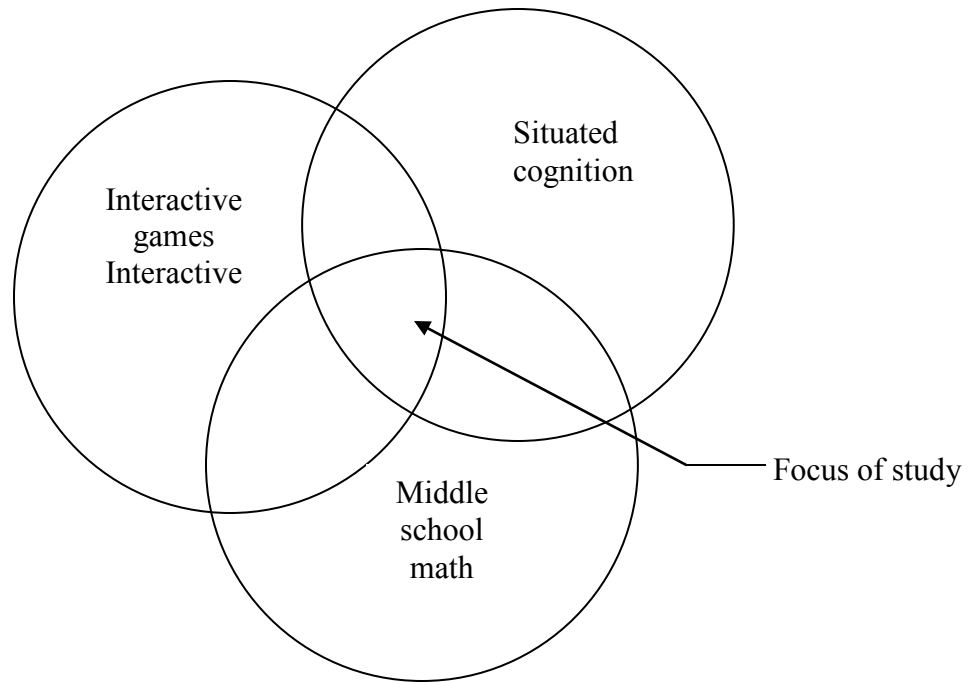 Situated
cognition
Interactive
games
Interactive
Focus of study
Middle
school
math